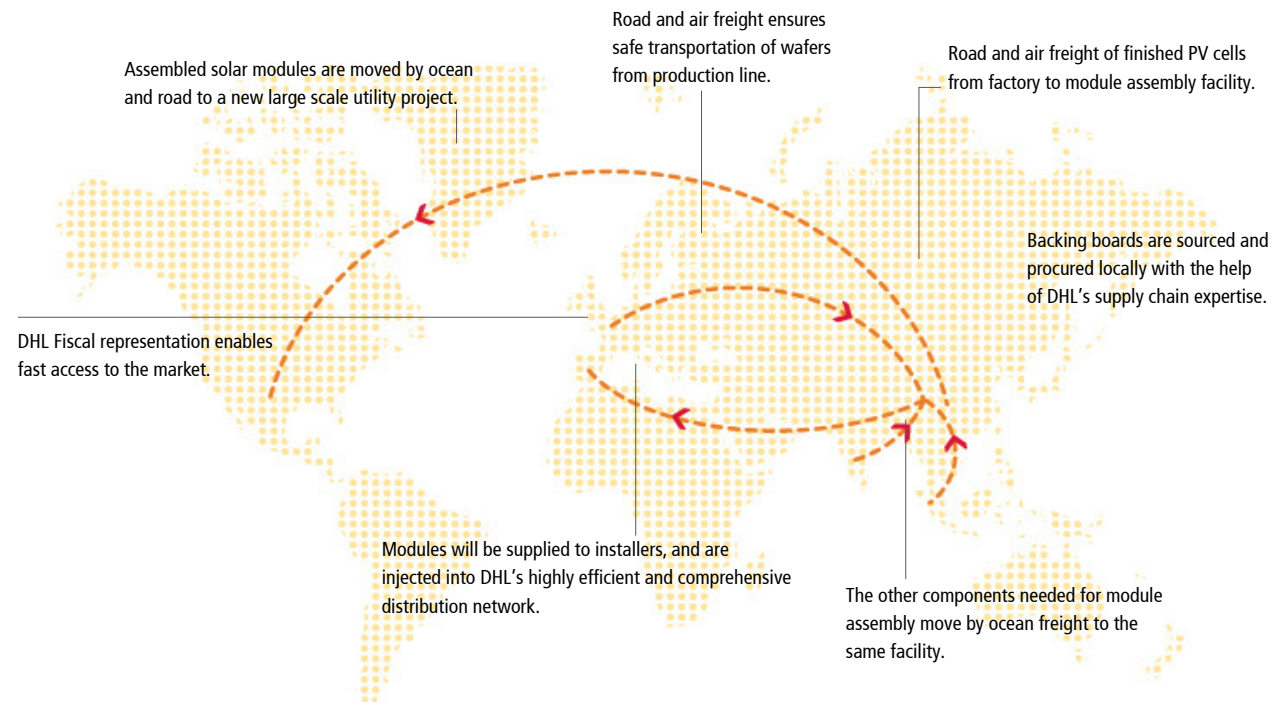 Road and air freight ensures
safe transportation of wafers
from production line.
Road and air freight of finished PV cells
from factory to module assembly facility.
Assembled solar modules are moved by ocean
and road to a new large scale utility project.
Backing boards are sourced and
procured locally with the help
of DHL’s supply chain expertise.
DHL Fiscal representation enables
fast access to the market.
Modules will be supplied to installers, and are
injected into DHL’s highly efficient and comprehensive
distribution network.
The other components needed for module
assembly move by ocean freight to the
same facility.